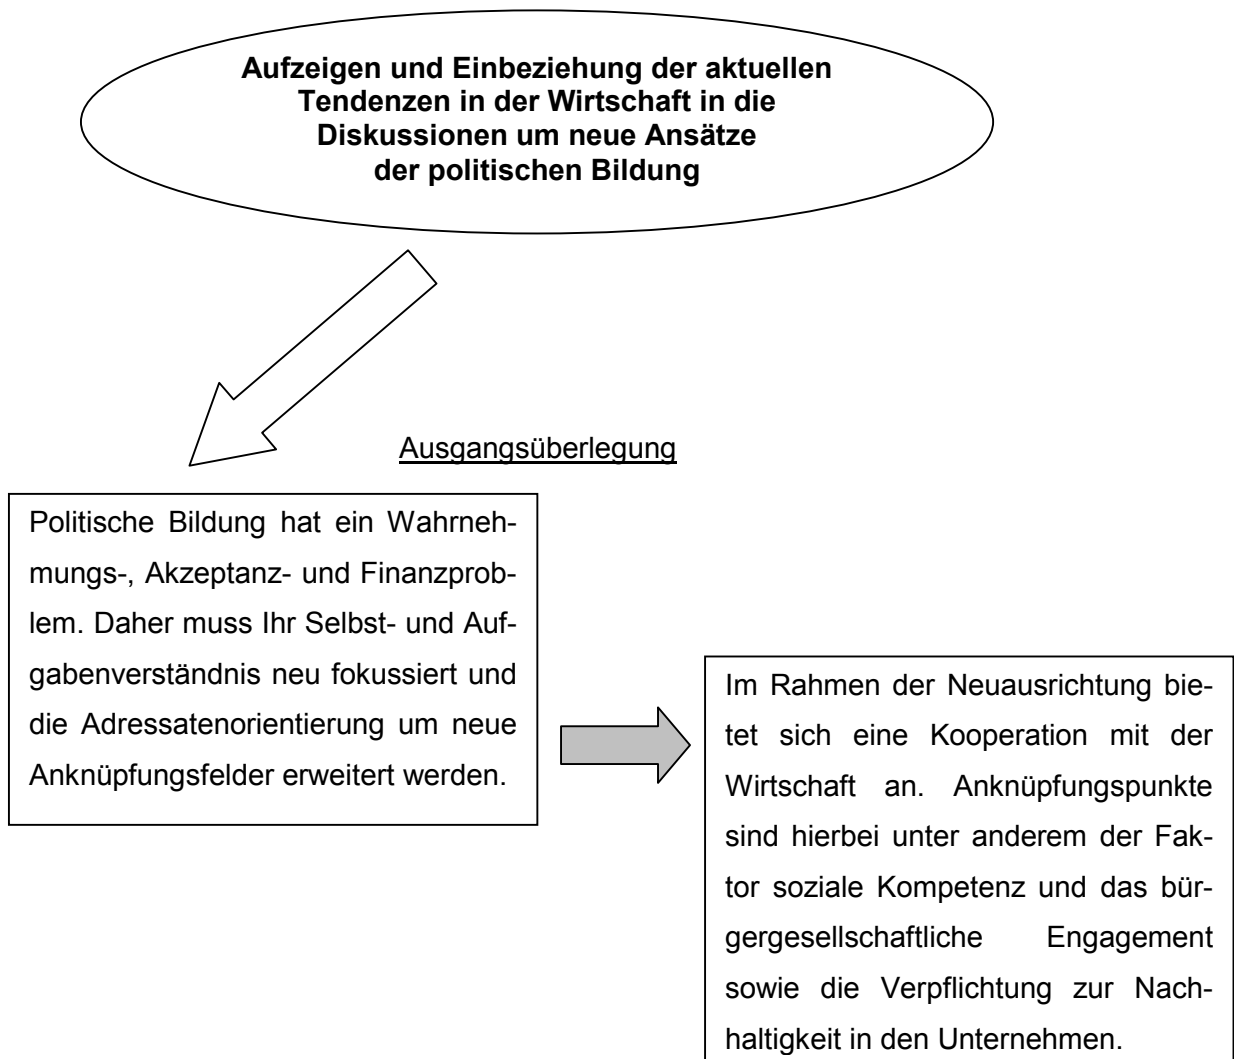 Aufzeigen und Einbeziehung der aktuellen
Tendenzen in der Wirtschaft in die
Diskussionen um neue Ansätze
der politischen Bildung
Ausgangsüberlegung
Politische Bildung hat ein Wahrneh-
mungs-, Akzeptanz- und Finanzprob-
lem. Daher muss Ihr Selbst- und Auf-
gabenverständnis neu fokussiert und
die Adressatenorientierung um neue
Anknüpfungsfelder erweitert werden.
Im Rahmen der Neuausrichtung bie-
tet sich eine Kooperation mit der
Wirtschaft an. Anknüpfungspunkte
sind hierbei unter anderem der Fak-
tor soziale Kompetenz und das bür-
gergesellschaftliche Engagement
sowie die Verpflichtung zur Nach-
haltigkeit in den Unternehmen.